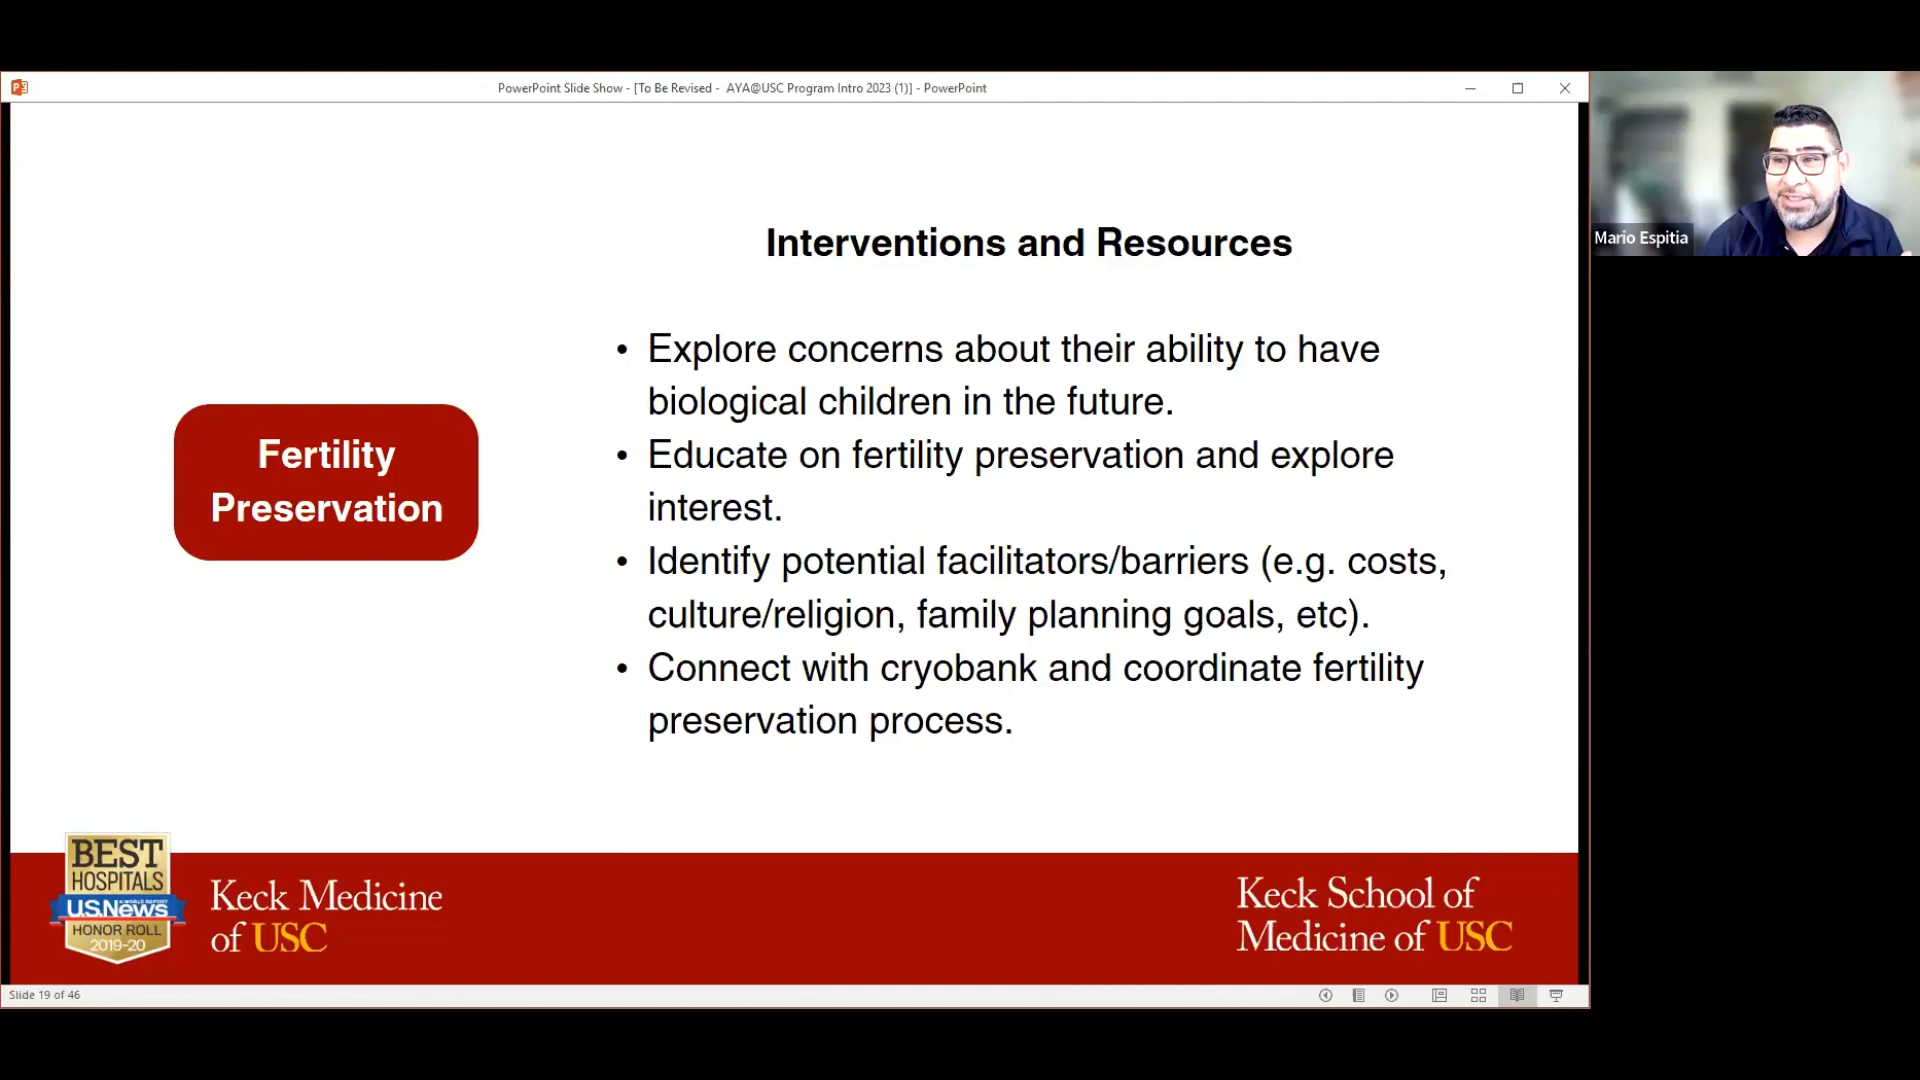 PowerPoint Slide Show - [To Be Revised - AYA@USC Program Intro 2023 (1)] - PowerPoint
Mario Espitia
Interventions and Resources
Fertility
Preservation
• Explore concerns about their ability to have
biological children in the future.
• Educate on fertility preservation and explore
interest.
• Identify potential facilitators/barriers (e.g. costs,
culture/religion, family planning goals, etc).
• Connect with cryobank and coordinate fertility
preservation process.
BEST
HOSPITALS
U.S.News
& WORLD REPORT
HONOR ROLL
2019-20
Keck Medicine
of USC
Keck School of
Medicine of USC
Slide 19 of 46